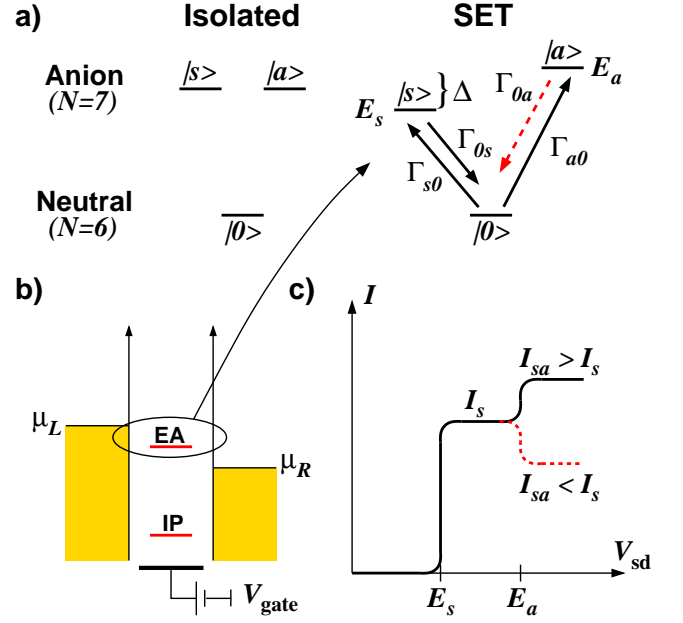 a)
Isolated
SET
Anion
(N=7)
|s>
|a>
E_s
|s>
} Δ
|a>
E_a
Γ_0a
Γ_0s
Γ_s0
Γ_a0
Neutral
(N=6)
|0>
|0>
b)
μ_L
EA
μ_R
IP
V_gate
c)
I
I_s
I_sa > I_s
I_sa < I_s
V_sd
E_s
E_a